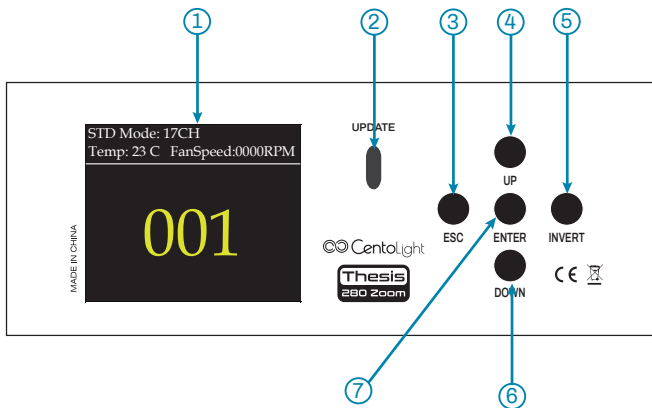 1
2
3
4
5
STD Mode: 17CH
Temp: 23 C FanSpeed:0000RPM
001
MADE IN CHINA
UPDATE
UP
ESC
ENTER
INVERT
CentoLight
Thesis
280 Zoom
DOWN
CE
7
6